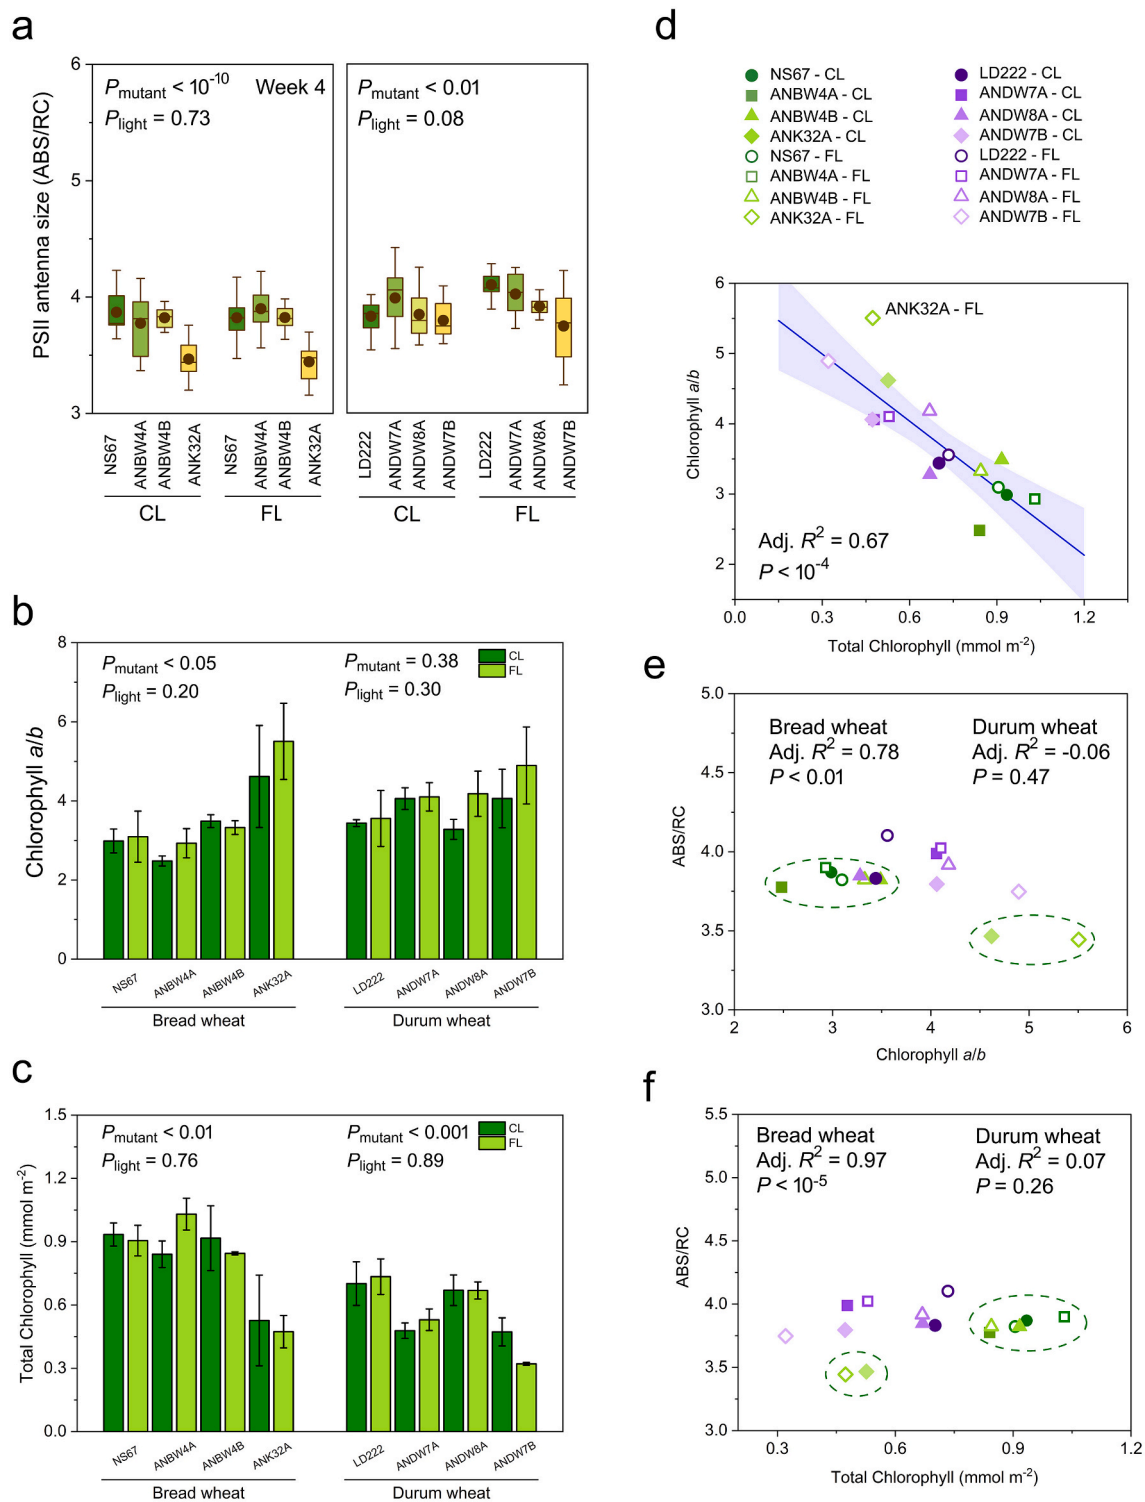 a
PSII antenna size (ABS/RC)
6
5
4
3
P_mutant < 10^-10 Week 4
P_light = 0.73
P_mutant < 0.01
P_light = 0.08
NS67 ANBW4A ANBW4B ANK32A NS67 ANBW4A ANBW4B ANK32A
LD222 ANDW7A ANDW8A ANDW7B LD222 ANDW7A ANDW8A ANDW7B
CL FL CL FL
b
Chlorophyll a/b
8
6
4
2
0
P_mutant < 0.05
P_light = 0.20
P_mutant = 0.38
P_light = 0.30
CL
FL
NS67 ANBW4A ANBW4B ANK32A LD222 ANDW7A ANDW8A ANDW7B
Bread wheat Durum wheat
c
Total Chlorophyll (mmol m^-2)
1.5
1.2
0.9
0.6
0.3
0.0
P_mutant < 0.01
P_light = 0.76
P_mutant < 0.001
P_light = 0.89
CL
FL
NS67 ANBW4A ANBW4B ANK32A LD222 ANDW7A ANDW8A ANDW7B
Bread wheat Durum wheat
d
NS67 - CL
ANBW4A - CL
ANBW4B - CL
ANK32A - CL
NS67 - FL
ANBW4A - FL
ANBW4B - FL
ANK32A - FL
LD222 - CL
ANDW7A - CL
ANDW8A - CL
ANDW7B - CL
LD222 - FL
ANDW7A - FL
ANDW8A - FL
ANDW7B - FL
Chlorophyll a/b
6
5
4
3
2
ANK32A - FL
Adj. R^2 = 0.67
P < 10^-4
0.0 0.3 0.6 0.9 1.2
Total Chlorophyll (mmol m^-2)
e
ABS/RC
5.0
4.5
4.0
3.5
3.0
Bread wheat
Adj. R^2 = 0.78
P < 0.01
Durum wheat
Adj. R^2 = -0.06
P = 0.47
2 3 4 5 6
Chlorophyll a/b
f
ABS/RC
5.5
5.0
4.5
4.0
3.5
3.0
Bread wheat
Adj. R^2 = 0.97
P < 10^-5
Durum wheat
Adj. R^2 = 0.07
P = 0.26
0.3 0.6 0.9 1.2
Total Chlorophyll (mmol m^-2)